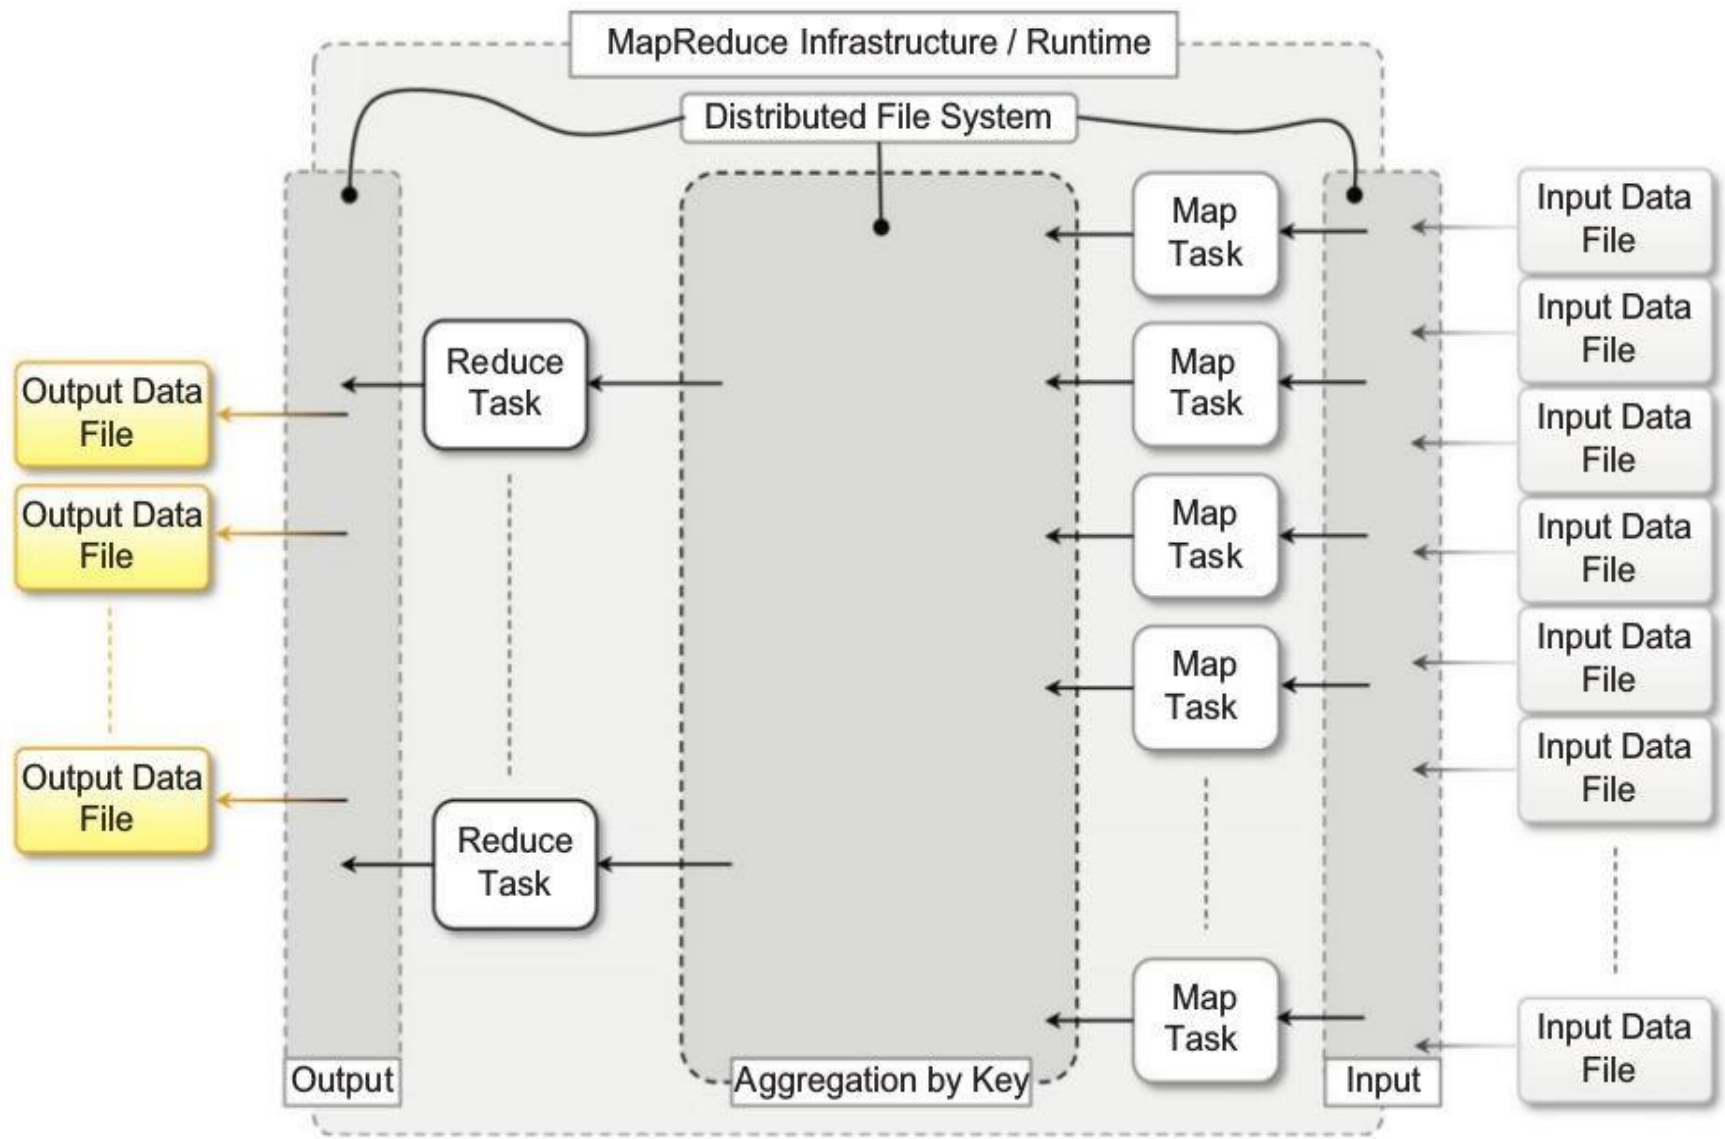 MapReduce Infrastructure / Runtime
Distributed File System
Output Data
File
Output Data
File
Output Data
File
Output
Reduce
Task
Reduce
Task
Aggregation by Key
Map
Task
Map
Task
Map
Task
Map
Task
Map
Task
Input
Input Data
File
Input Data
File
Input Data
File
Input Data
File
Input Data
File
Input Data
File
Input Data
File